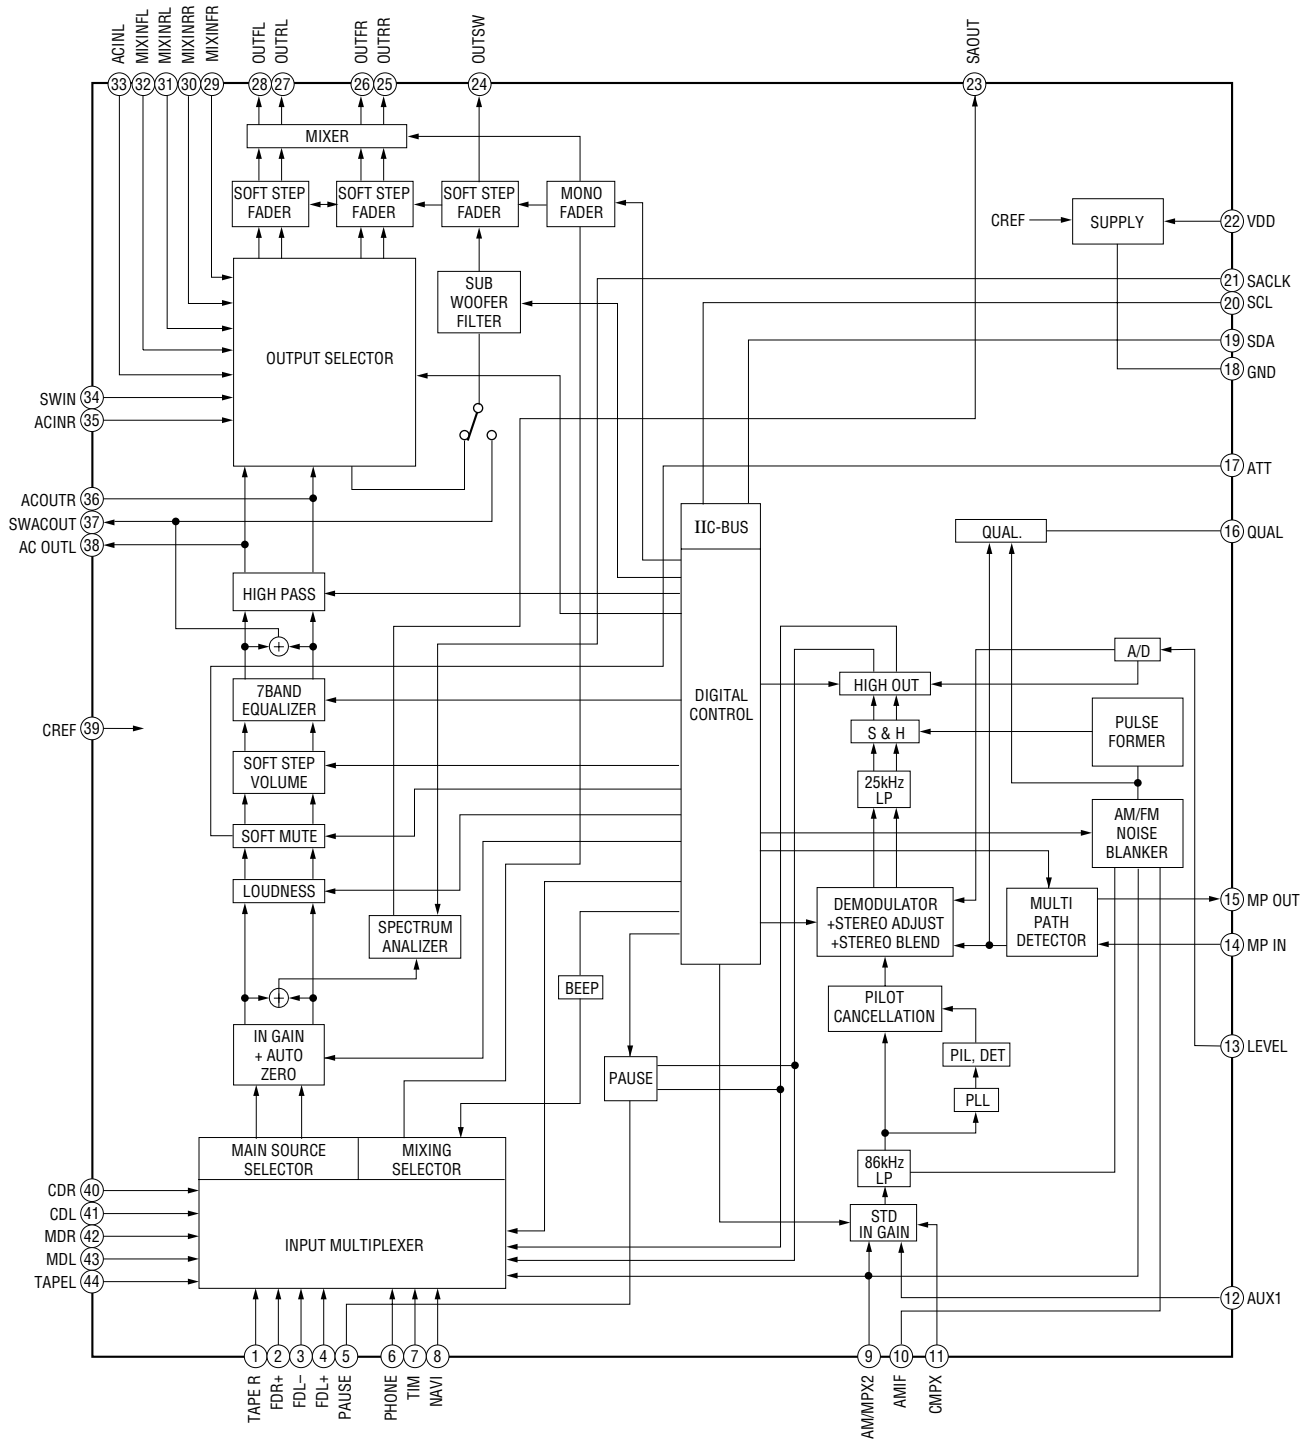 ACINL
MIXINFL
MIXINRL
MIXINRR
MIXINFR
OUTFL
OUTRL
OUTFR
OUTRR
OUTSW
SAOUT
33
32
31
30
29
28
27
26
25
24
23
MIXER
SOFT STEP
FADER
SOFT STEP
FADER
SOFT STEP
FADER
MONO
FADER
CREF
SUPPLY
22
VDD
SUB
WOOFER
FILTER
21
SACLK
20
SCL
OUTPUT SELECTOR
19
SDA
18
GND
SWIN
34
ACINR
35
17
ATT
ACOUTR
36
SWACOUT
37
AC OUTL
38
IIC-BUS
QUAL.
16
QUAL
HIGH PASS
+
A/D
7BAND
EQUALIZER
DIGITAL
CONTROL
HIGH OUT
CREF
39
S & H
PULSE
FORMER
SOFT STEP
VOLUME
25kHz
LP
SOFT MUTE
AM/FM
NOISE
BLANKER
LOUDNESS
SPECTRUM
ANALIZER
DEMODULATOR
+STEREO ADJUST
+STEREO BLEND
MULTI
PATH
DETECTOR
15
MP OUT
14
MP IN
+
BEEP
PILOT
CANCELLATION
IN GAIN
+ AUTO
ZERO
PAUSE
PIL, DET
13
LEVEL
PLL
MAIN SOURCE
SELECTOR
MIXING
SELECTOR
86kHz
LP
CDR
40
CDL
41
MDR
42
MDL
43
TAPEL
44
INPUT MULTIPLEXER
STD
IN GAIN
12
AUX1
1
2
3
4
5
6
7
8
9
10
11
TAPE R
FDR+
FDL−
FDL+
PAUSE
PHONE
TIM
NAVI
AM/MPX2
AMIF
CMPX